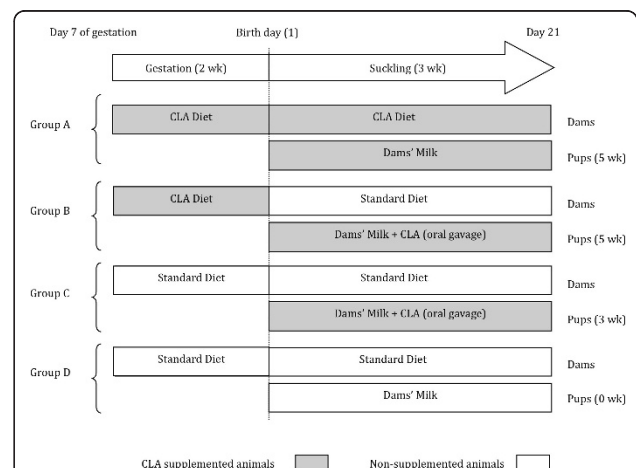 Day 7 of gestation Birth day (1) Day 21
Gestation (2 wk) Suckling (3 wk)
Group A
CLA Diet CLA Diet Dams
Dams' Milk Pups (5 wk)
Group B
CLA Diet Standard Diet Dams
Dams' Milk + CLA (oral gavage) Pups (5 wk)
Group C
Standard Diet Standard Diet Dams
Dams' Milk + CLA (oral gavage) Pups (3 wk)
Group D
Standard Diet Standard Diet Dams
Dams' Milk Pups (0 wk)
CLA supplemented animals Non-supplemented animals